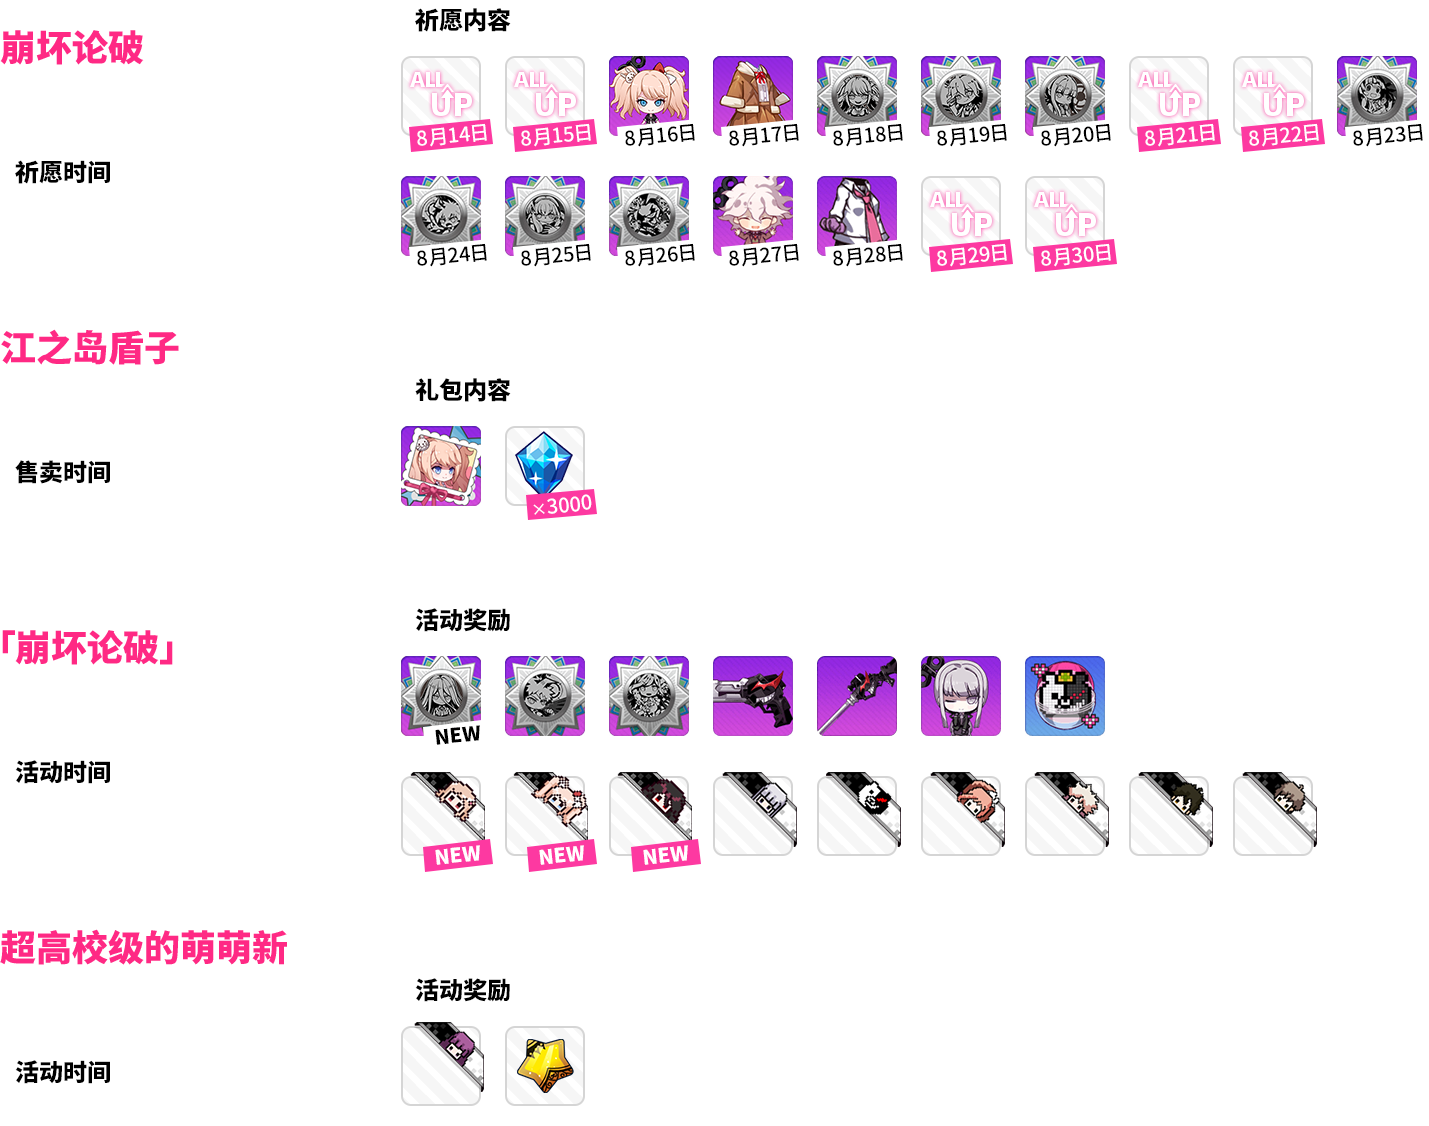 祈愿内容
崩坏论破
ALL UP ALL UP ALL UP ALL UP
8月14日 8月15日 8月16日 8月17日 8月18日 8月19日 8月20日 8月21日 8月22日 8月23日
祈愿时间
ALL UP ALL UP
8月24日 8月25日 8月26日 8月27日 8月28日 8月29日 8月30日
江之岛盾子
礼包内容
售卖时间
×3000
活动奖励
「崩坏论破」
NEW
活动时间
NEW NEW NEW
超高校级的萌萌新
活动奖励
活动时间